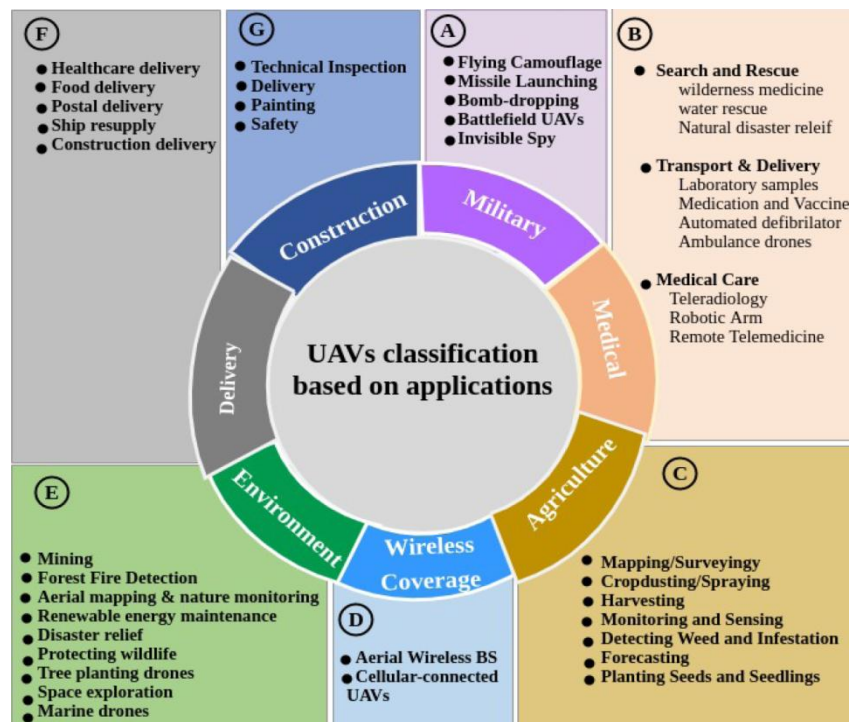 F
Healthcare delivery
Food delivery
Postal delivery
Ship resupply
Construction delivery
G
Technical Inspection
Delivery
Painting
Safety
A
Flying Camouflage
Missile Launching
Bomb-dropping
Battlefield UAVs
Invisible Spy
B
Search and Rescue
wilderness medicine
water rescue
Natural disaster releif
Transport & Delivery
Laboratory samples
Medication and Vaccine
Automated defibrilator
Ambulance drones
Medical Care
Teleradiology
Robotic Arm
Remote Telemedicine
Construction
Military
Medical
Agriculture
Wireless
Coverage
Environment
Delivery
UAVs classification
based on applications
E
Mining
Forest Fire Detection
Aerial mapping & nature monitoring
Renewable energy maintenance
Disaster relief
Protecting wildlife
Tree planting drones
Space exploration
Marine drones
D
Aerial Wireless BS
Cellular-connected
UAVs
C
Mapping/Surveyingy
Cropdusting/Spraying
Harvesting
Monitoring and Sensing
Detecting Weed and Infestation
Forecasting
Planting Seeds and Seedlings